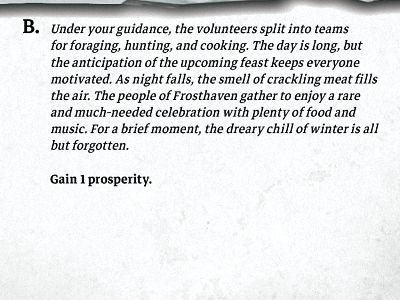 B. Under your guidance, the volunteers split into teams
for foraging, hunting, and cooking. The day is long, but
the anticipation of the upcoming feast keeps everyone
motivated. As night falls, the smell of crackling meat fills
the air. The people of Frosthaven gather to enjoy a rare
and much-needed celebration with plenty of food and
music. For a brief moment, the dreary chill of winter is all
but forgotten.
Gain 1 prosperity.